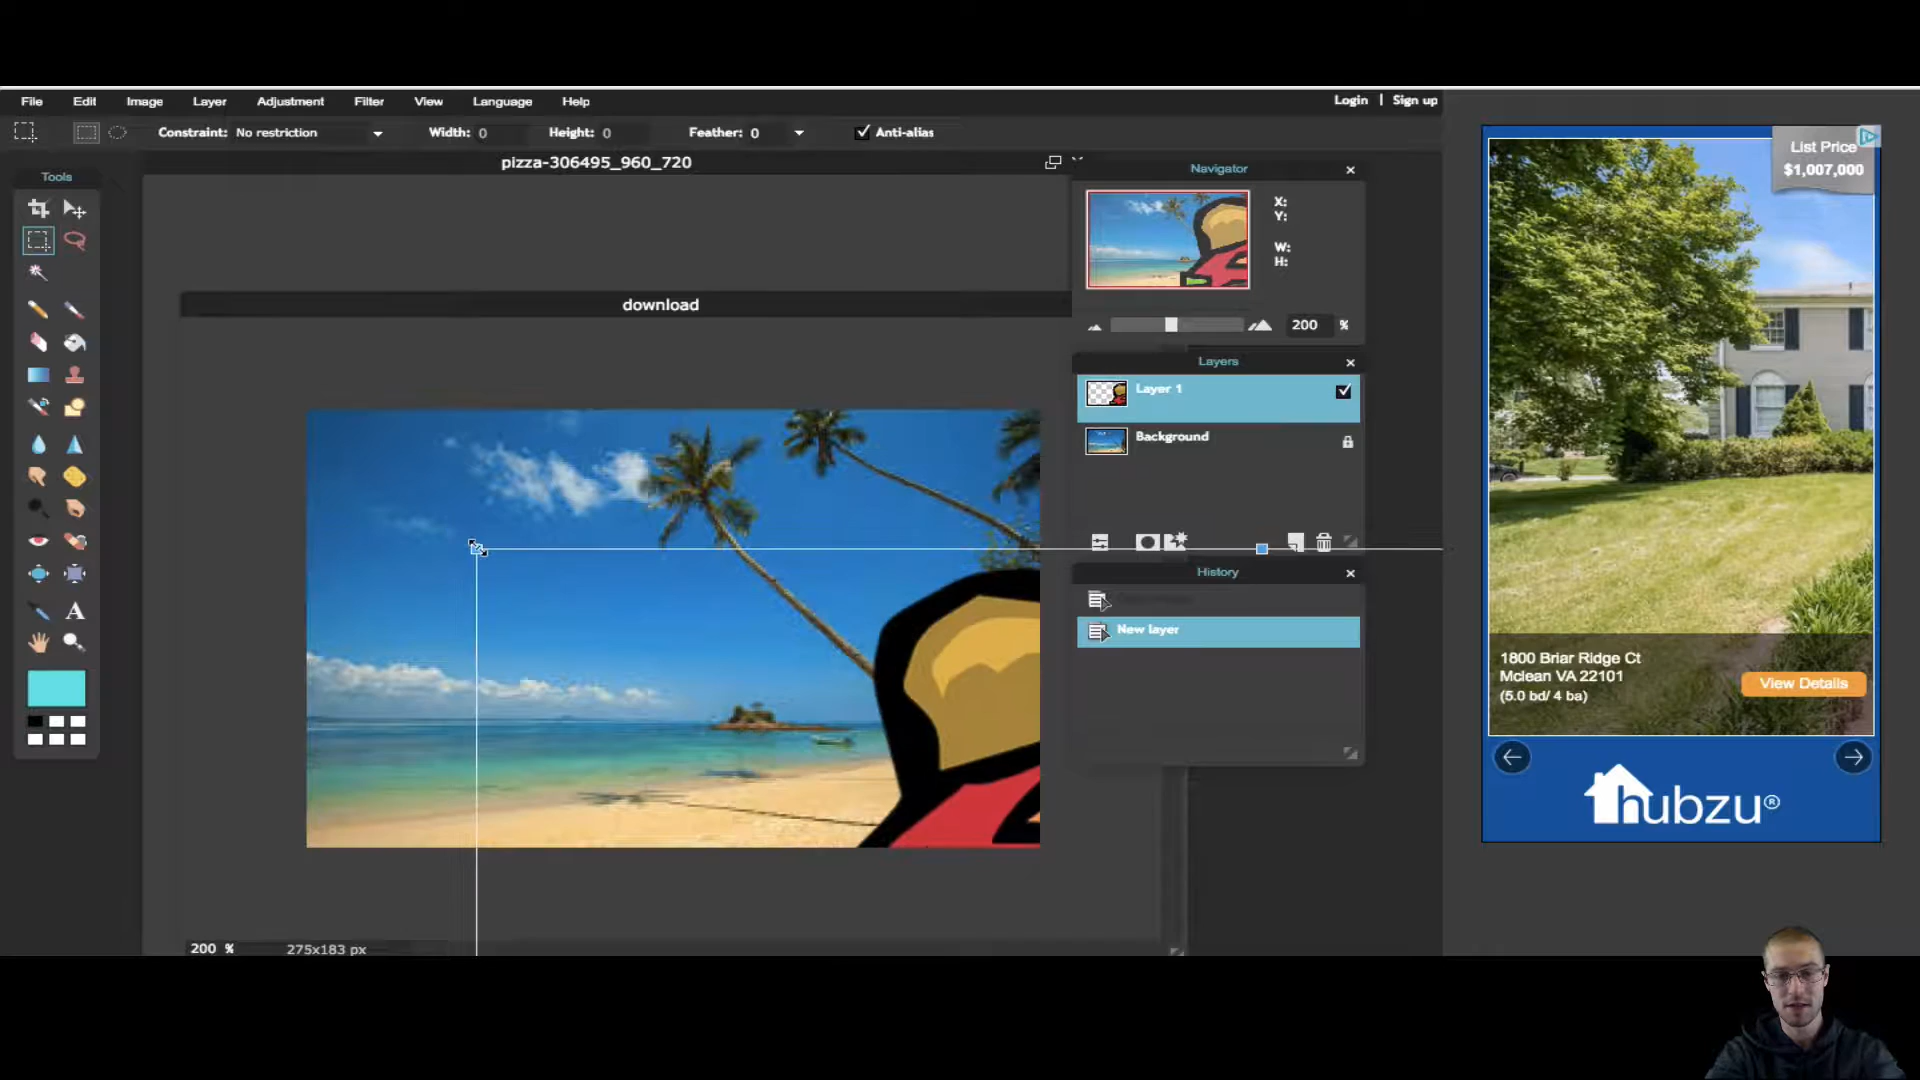 File Edit Image Layer Adjustment Filter View Language Help Login | Sign up
Constraint: No restriction Width: 0 Height: 0 Feather: 0 Anti-alias
Tools
pizza-306495_960_720
download
200 % 275x183 px
Navigator
X:
Y:
W:
H:
200 %
Layers
Layer 1
Background
History
New layer
A
List Price
$1,007,000
1800 Briar Ridge Ct
Mclean VA 22101
(5.0 bd/ 4 ba)
View Details
hubzu®